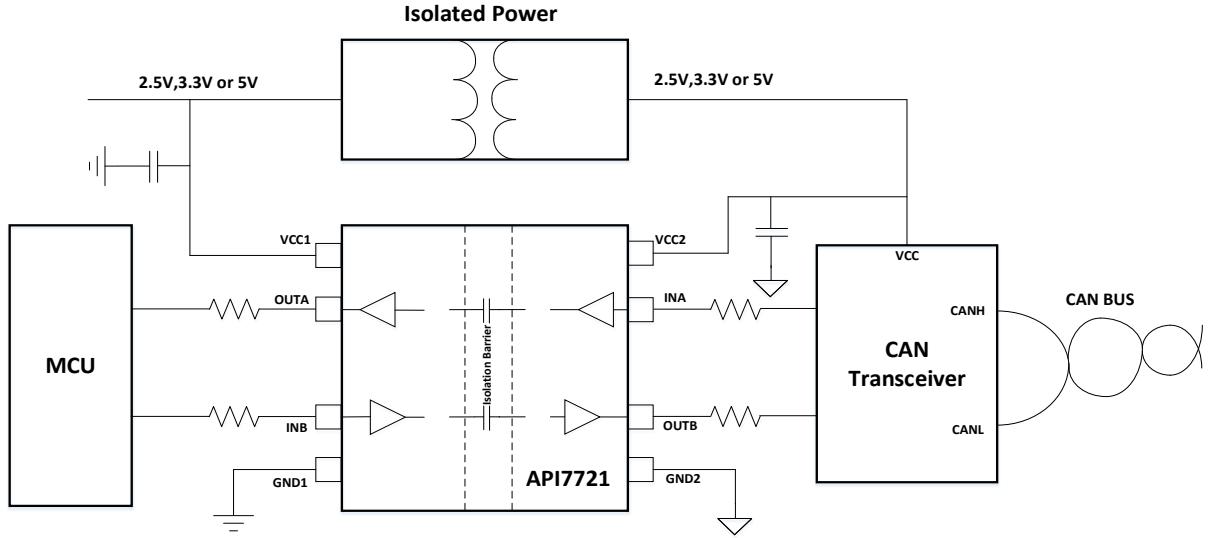 Isolated Power
2.5V,3.3V or 5V
2.5V,3.3V or 5V
VCC1
VCC2
VCC
OUTA
INA
CANH
CAN BUS
MCU
Isolation Barrier
CAN
Transceiver
INB
OUTB
CANL
GND1
API7721
GND2